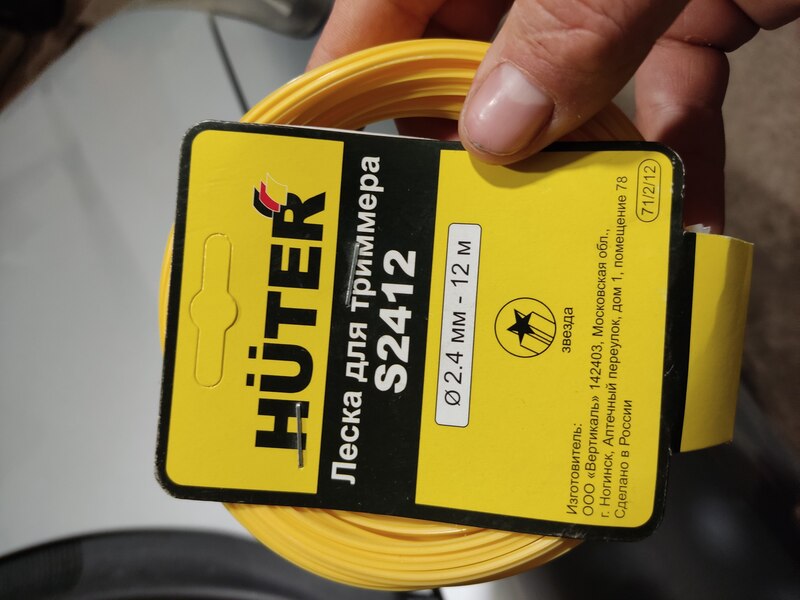 HÜTER
Леска для триммера
S2412
Ø 2.4 мм - 12 м
звезда
Изготовитель:
ООО «Вертикаль» 142403, Московская обл.,
г. Ногинск, Аптечный переулок, дом 1, помещение 78
Сделано в России
71/2/12